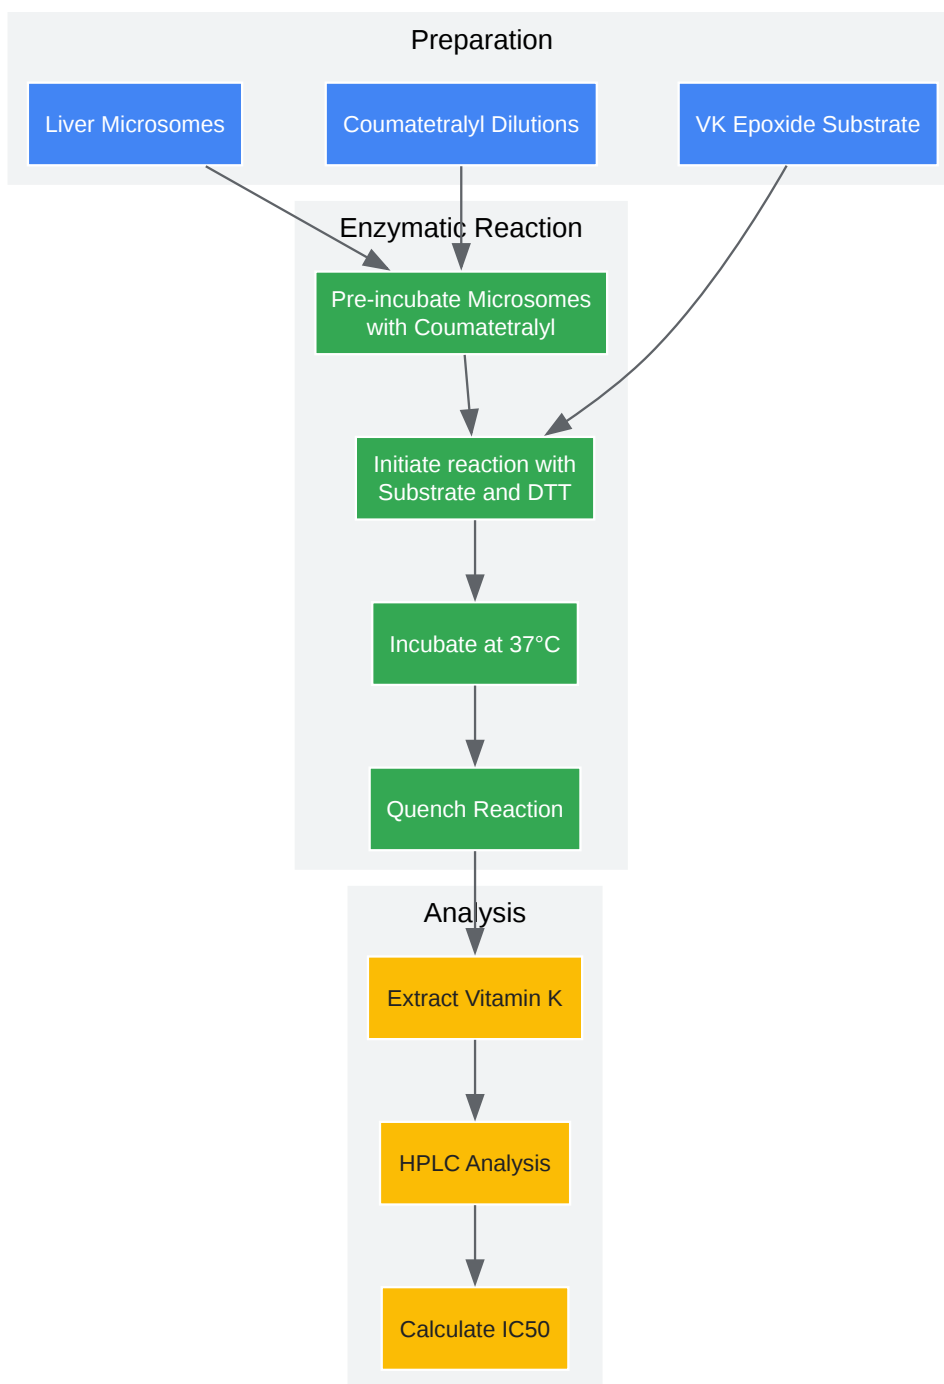 Preparation
Liver Microsomes
Coumatetralyl Dilutions
VK Epoxide Substrate
Enzymatic Reaction
Pre-incubate Microsomes
with Coumatetralyl
Initiate reaction with
Substrate and DTT
Incubate at 37°C
Quench Reaction
Analysis
Extract Vitamin K
HPLC Analysis
Calculate IC50